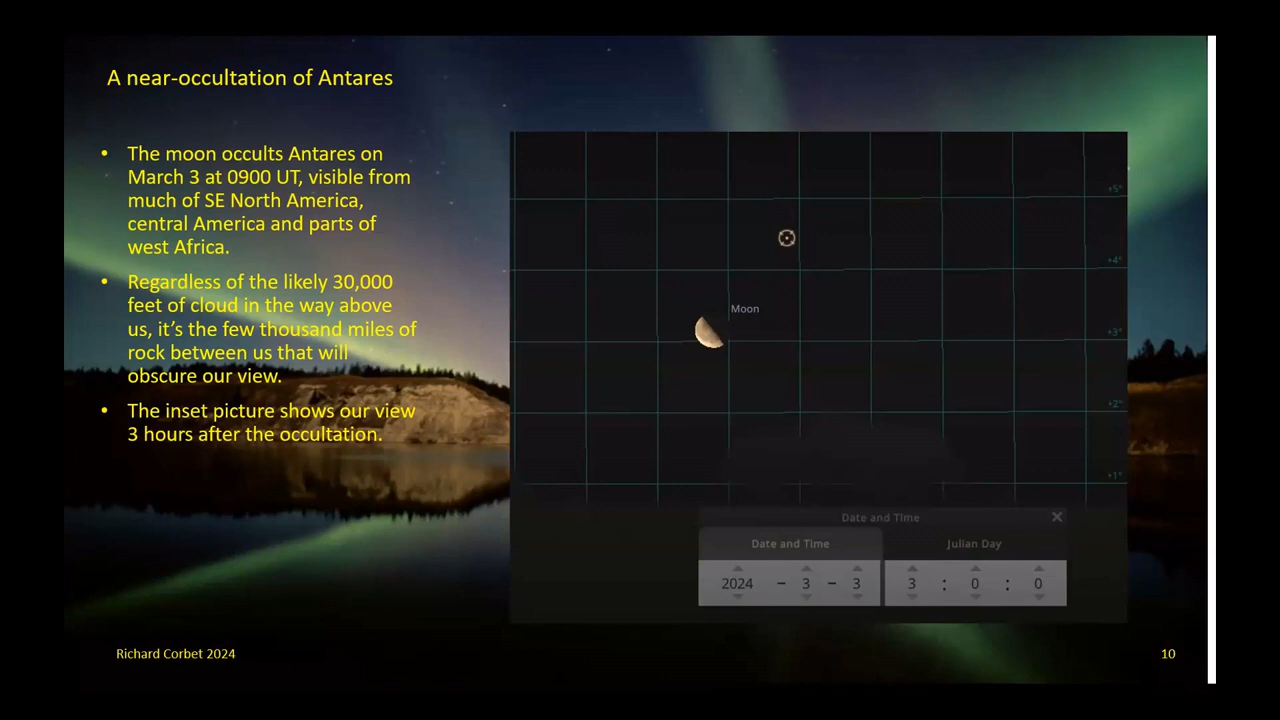 A near-occultation of Antares
• The moon occults Antares on
March 3 at 0900 UT, visible from
much of SE North America,
central America and parts of
west Africa.
• Regardless of the likely 30,000
feet of cloud in the way above
us, it's the few thousand miles of
rock between us that will
obscure our view.
• The inset picture shows our view
3 hours after the occultation.
+5°
+4°
Moon
+3°
+2°
+1°
Date and Time
Date and Time Julian Day
2024 - 3 - 3 3 : 0 : 0
Richard Corbet 2024
10